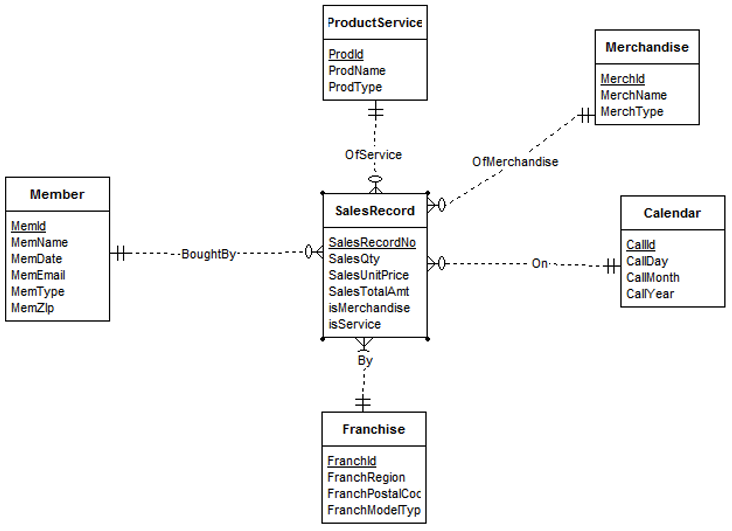 ProductService
ProdId
ProdName
ProdType
Merchandise
MerchId
MerchName
MerchType
OfService
OfMerchandise
Member
MemId
MemName
MemDate
MemEmail
MemType
MemZIp
BoughtBy
SalesRecord
SalesRecordNo
SalesQty
SalesUnitPrice
SalesTotalAmt
isMerchandise
isService
On
Calendar
CallId
CallDay
CallMonth
CallYear
By
Franchise
FranchId
FranchRegion
FranchPostalCoc
FranchModelTyp